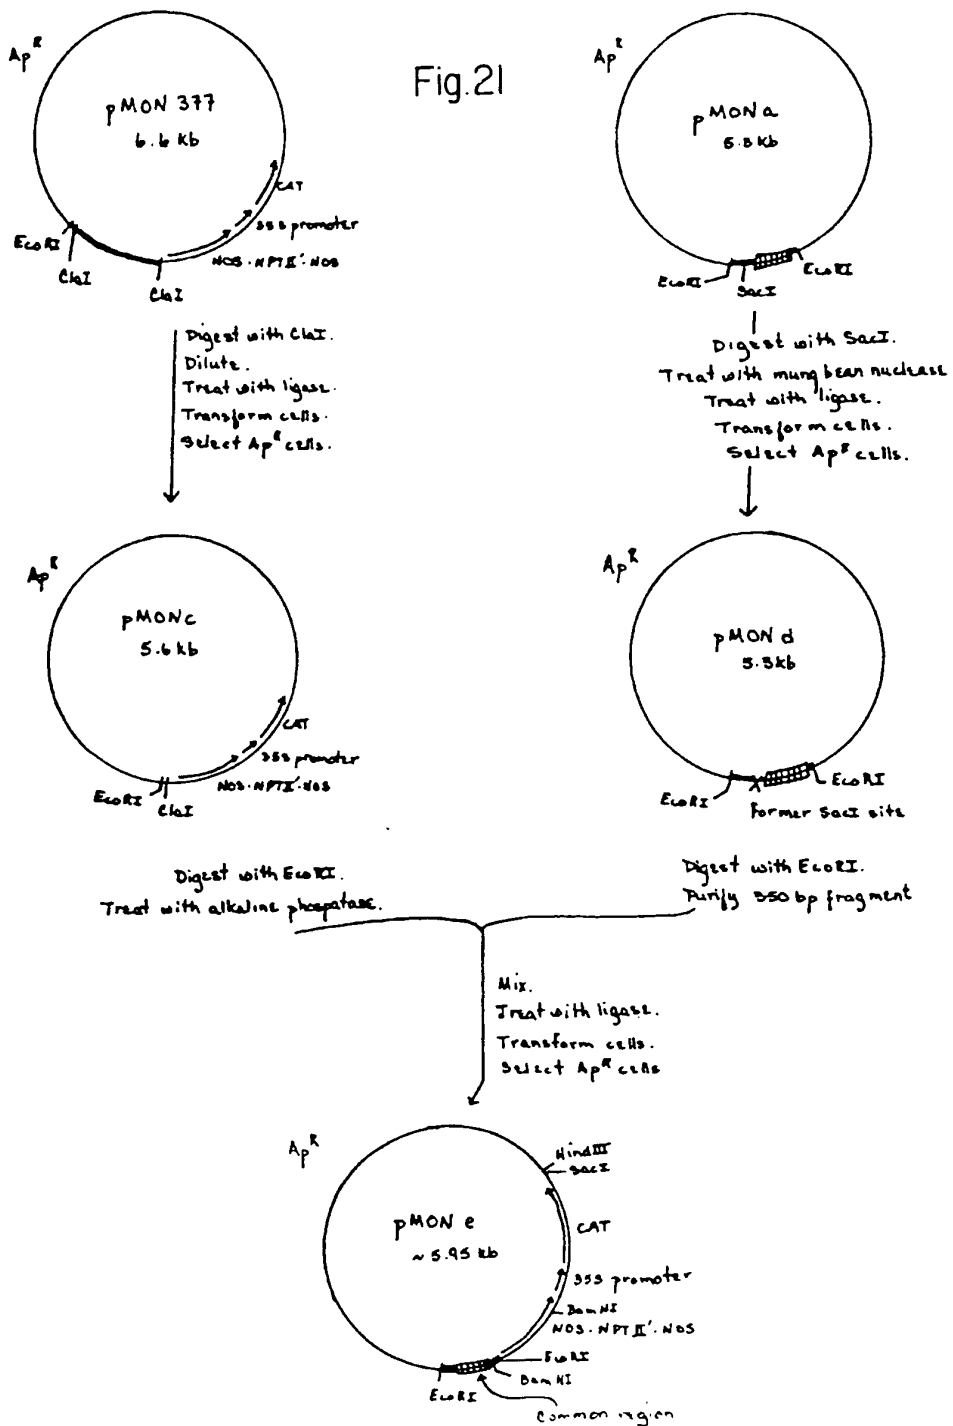 Fig.21
Ap^R
pMON 377
6.6 Kb
CAT
35S promoter
NOS·NPTII'·NOS
EcoRI
ClaI
ClaI
Digest with ClaI.
Dilute.
Treat with ligase.
Transform cells.
Select Ap^R cells.
Ap^R
pMON a
5.3 Kb
EcoRI
SacI
EcoRI
Digest with SacI.
Treat with mung bean nuclease
Treat with ligase.
Transform cells.
Select Ap^R cells.
Ap^R
pMON c
5.6 kb
CAT
35S promoter
NOS·NPTII'·NOS
EcoRI
ClaI
Digest with EcoRI.
Treat with alkaline phospatase.
Ap^R
pMON d
5.3kb
EcoRI
EcoRI
Former SacI site
Digest with EcoRI.
Purify 350 bp fragment
Mix.
Treat with ligase.
Transform cells.
Select Ap^R cells
Ap^R
pMON e
~5.95 kb
HindIII
SacI
CAT
35S promoter
BamHI
NOS·NPTII'·NOS
EcoRI
BamHI
EcoRI
common region